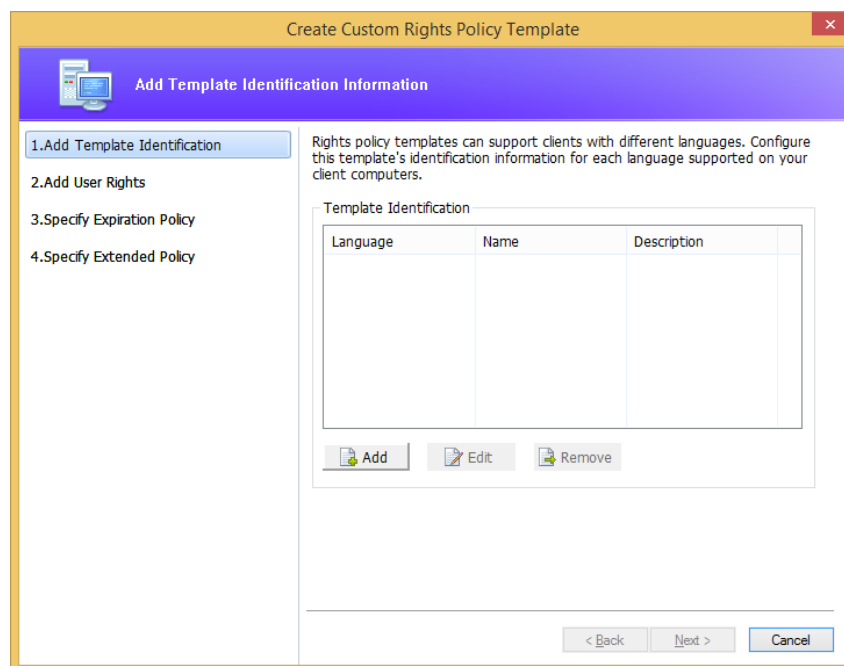 Create Custom Rights Policy Template
Add Template Identification Information
1.Add Template Identification
2.Add User Rights
3.Specify Expiration Policy
4.Specify Extended Policy
Rights policy templates can support clients with different languages. Configure
this template's identification information for each language supported on your
client computers.
Template Identification
Language Name Description
Add Edit Remove
< Back Next > Cancel